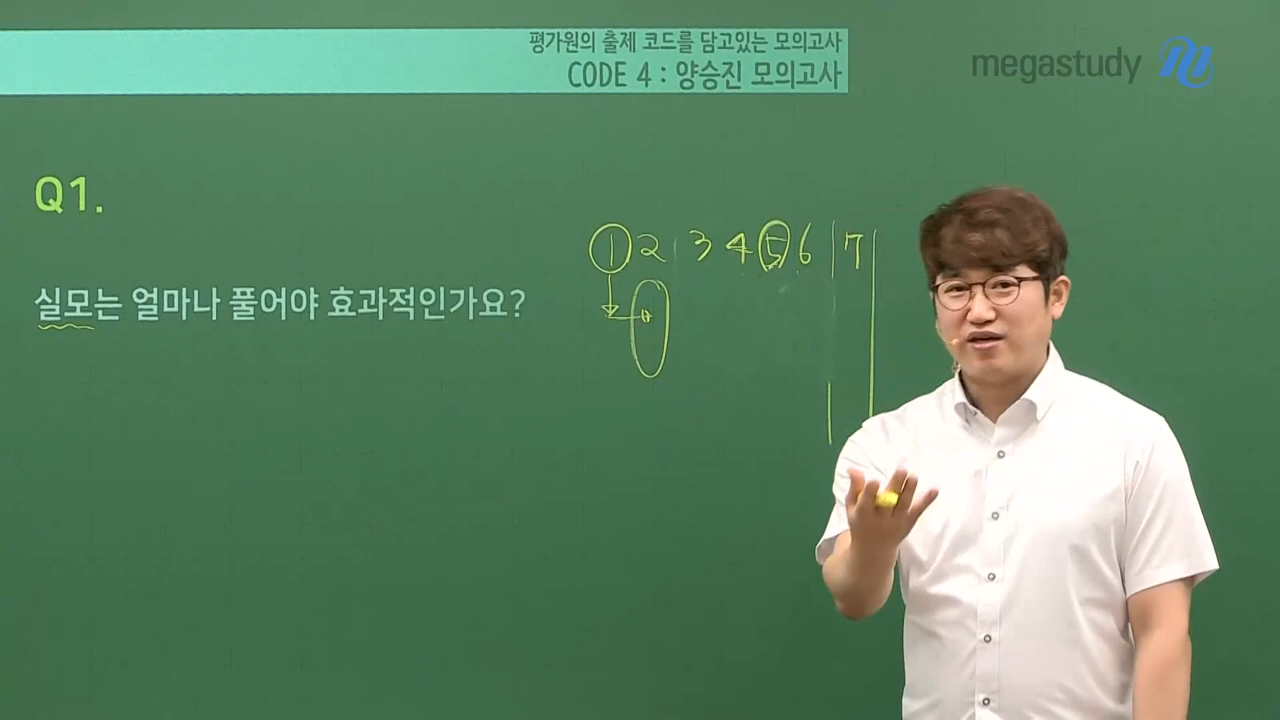 평가원의 출제 코드를 담고있는 모의고사
CODE 4 : 양승진 모의고사
megastudy
Q1.
실모는 얼마나 풀어야 효과적인가요?
1 2 3 4 5 6 7